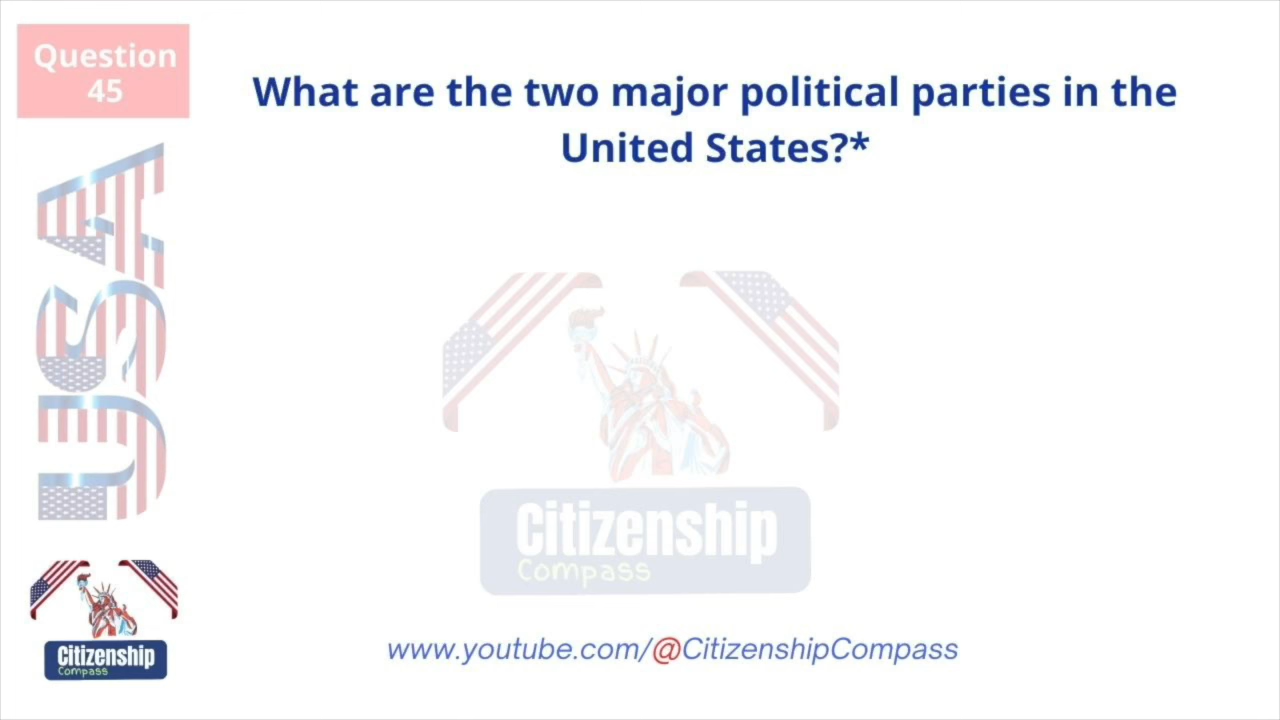 Question
45
What are the two major political parties in the
United States?*
USA
Citizenship
Compass
www.youtube.com/@CitizenshipCompass
Citizenship
Compass